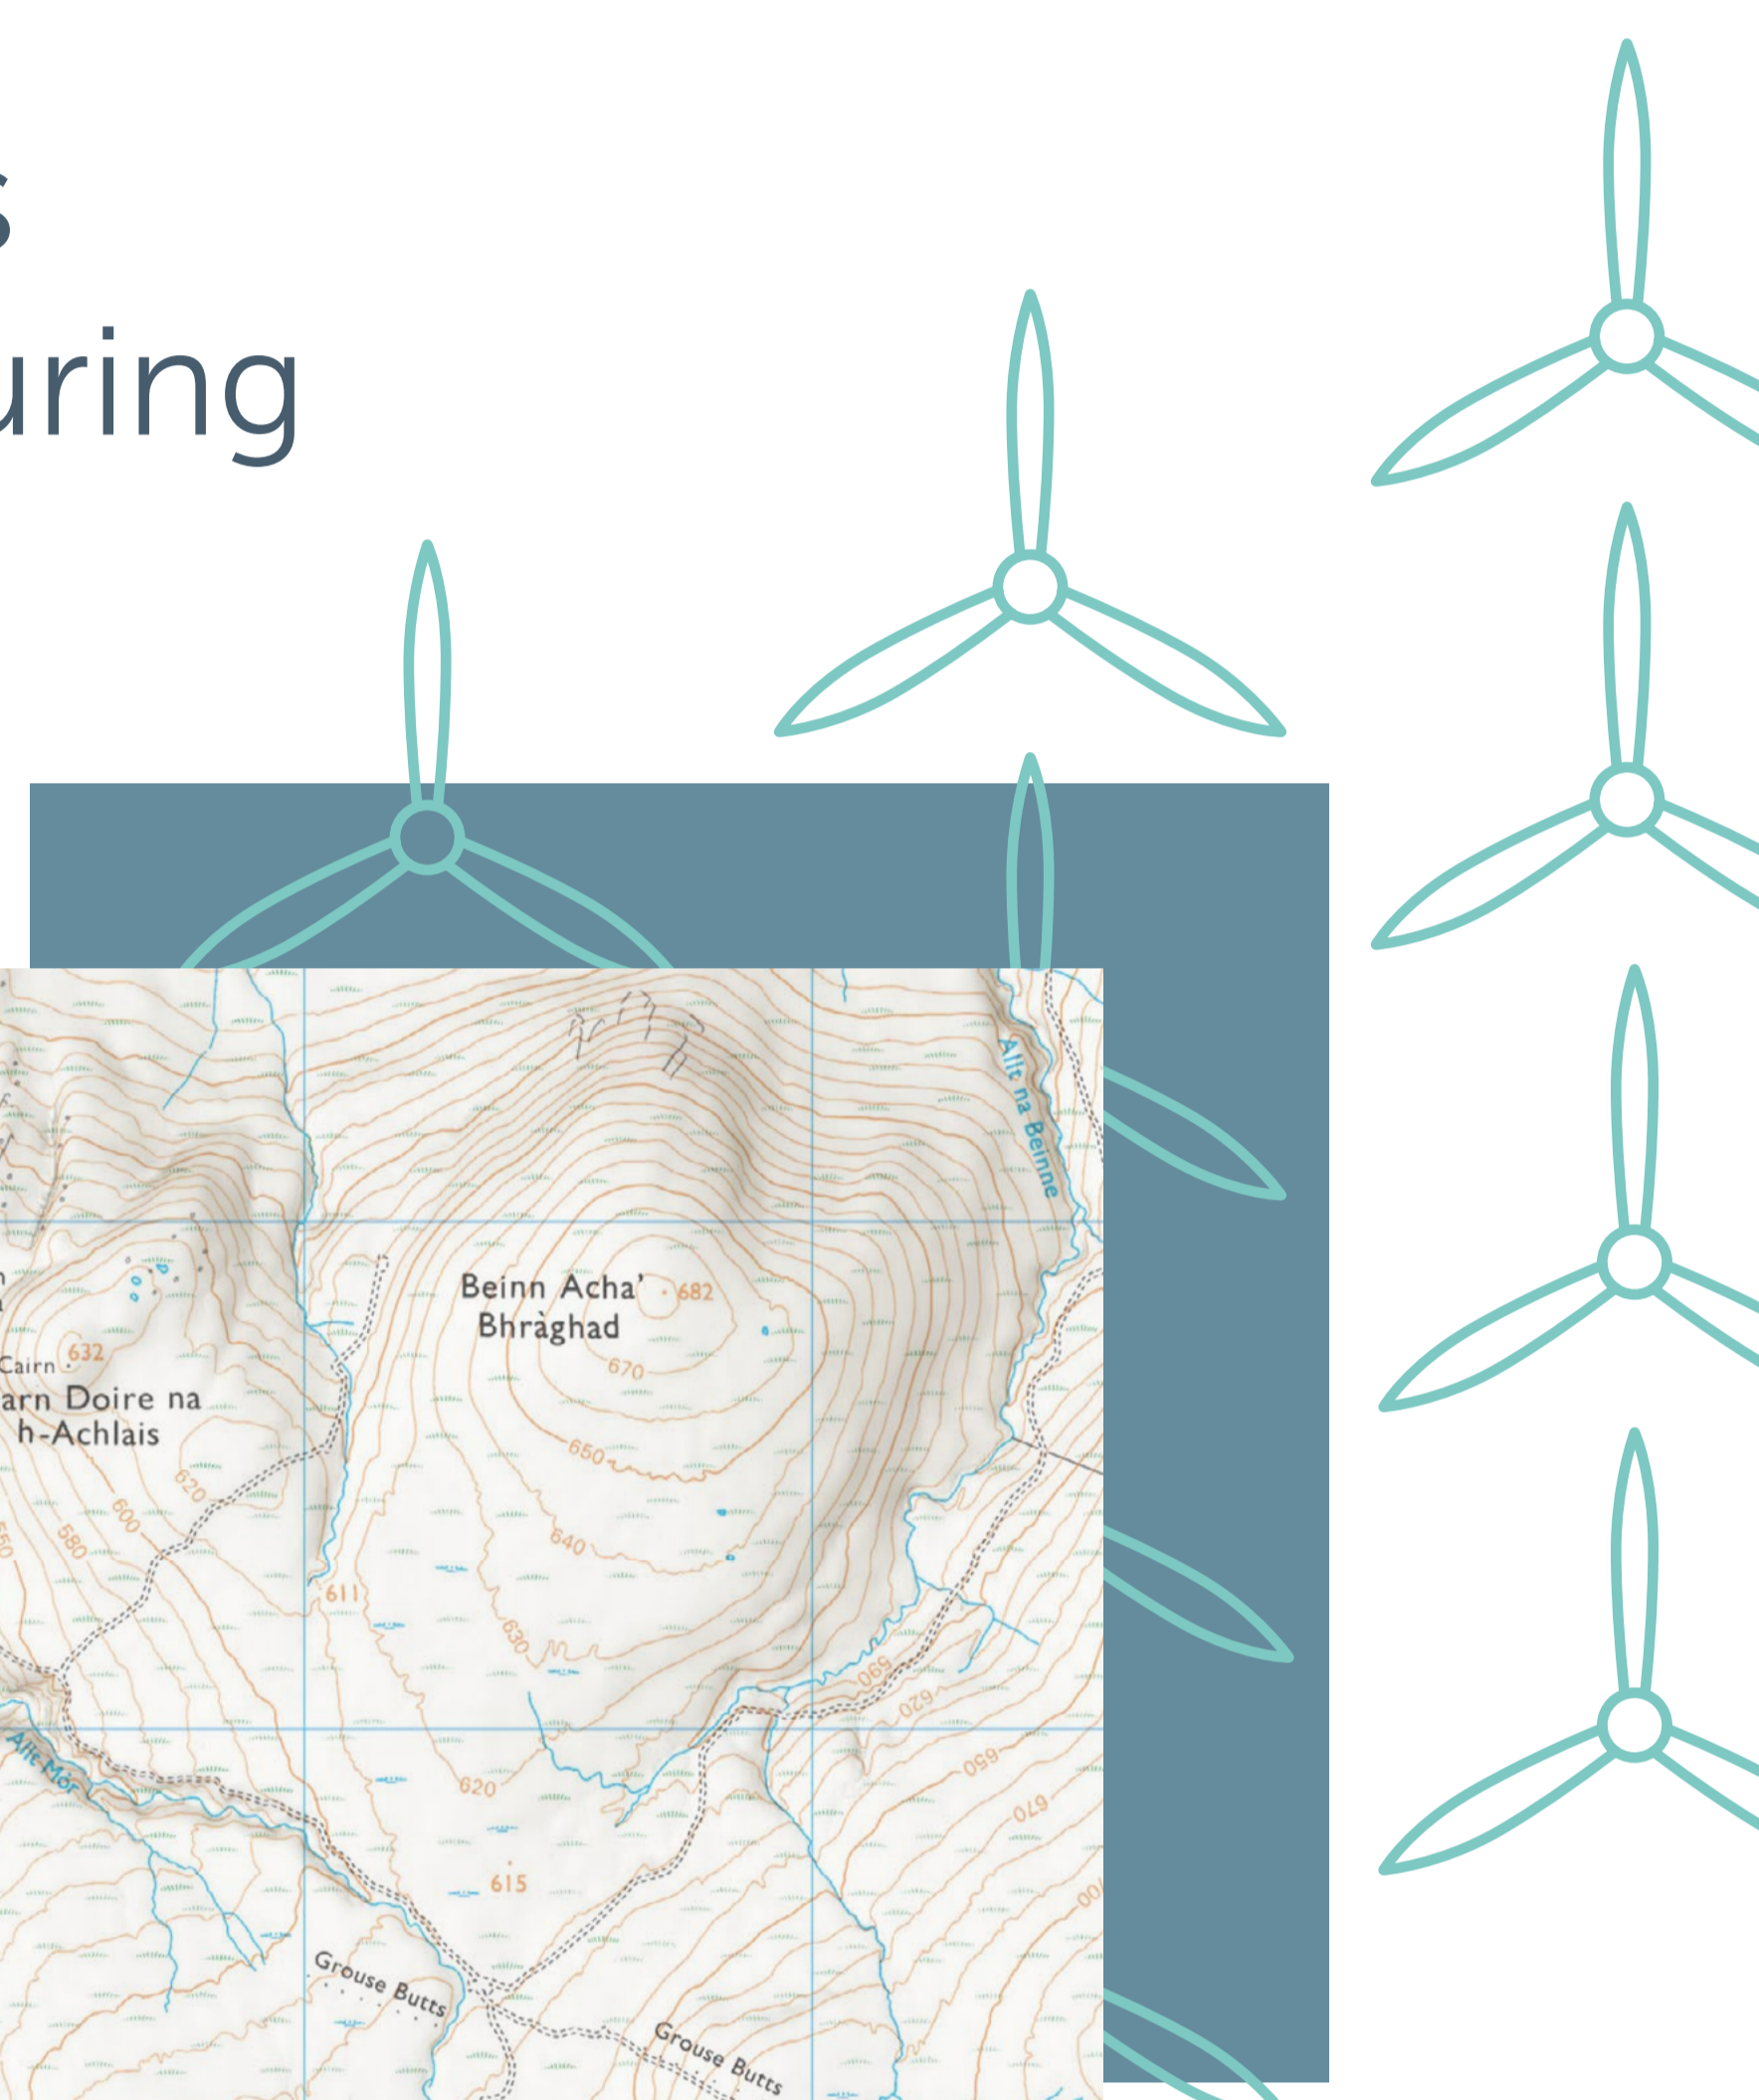 s
uring
Allt na Beinne
Beinn Acha’
682
Bhràghad
670
632
Cairn
arn Doire na
h-Achlais
650
620
600
580
640
611
630
590
620
650
Allt Mòr
620
670
615
700
Grouse Butts
Grouse Butts